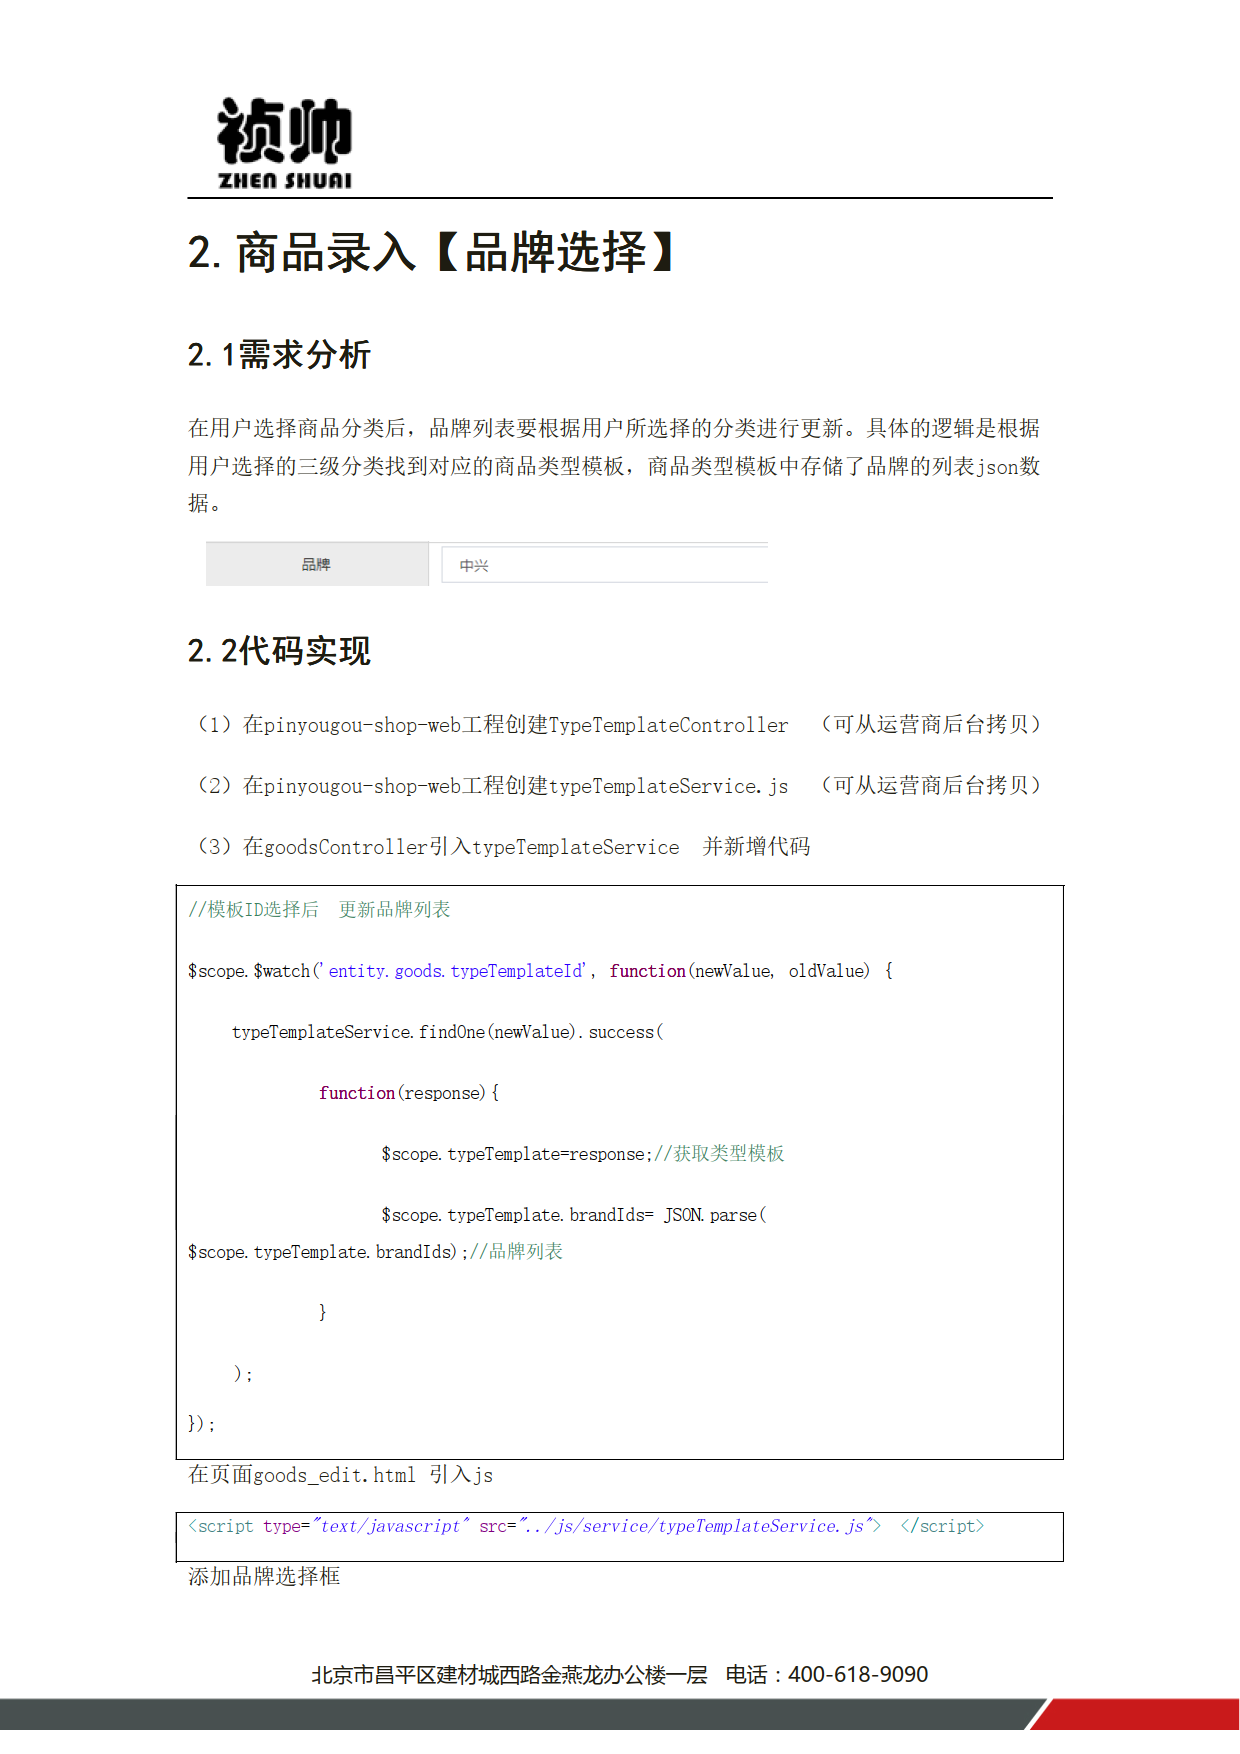 祯帅
ZHEN SHUAI
2.商品录入【品牌选择】
2.1需求分析
在用户选择商品分类后，品牌列表要根据用户所选择的分类进行更新。具体的逻辑是根据
用户选择的三级分类找到对应的商品类型模板，商品类型模板中存储了品牌的列表json数
据。
品牌 中兴
2.2代码实现
（1）在pinyougou-shop-web工程创建TypeTemplateController （可从运营商后台拷贝）
（2）在pinyougou-shop-web工程创建typeTemplateService.js （可从运营商后台拷贝）
（3）在goodsController引入typeTemplateService 并新增代码
//模板ID选择后 更新品牌列表
$scope.$watch('entity.goods.typeTemplateId', function(newValue, oldValue) {
typeTemplateService.findOne(newValue).success(
function(response){
$scope.typeTemplate=response;//获取类型模板
$scope.typeTemplate.brandIds= JSON.parse(
$scope.typeTemplate.brandIds);//品牌列表
}
);
});
在页面goods_edit.html 引入js
<script type="text/javascript" src="../js/service/typeTemplateService.js"> </script>
添加品牌选择框
北京市昌平区建材城西路金燕龙办公楼一层 电话：400-618-9090